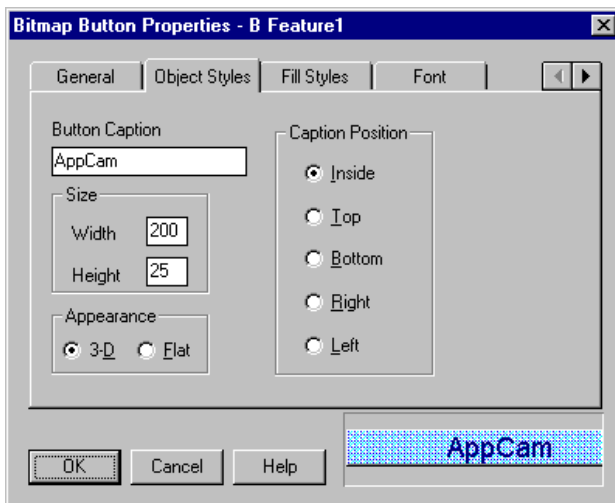 Bitmap Button Properties - B Feature1
General Object Styles Fill Styles Font
Button Caption
AppCam
Size
Width 200
Height 25
Appearance
3-D Flat
Caption Position
Inside
Top
Bottom
Right
Left
OK Cancel Help
AppCam